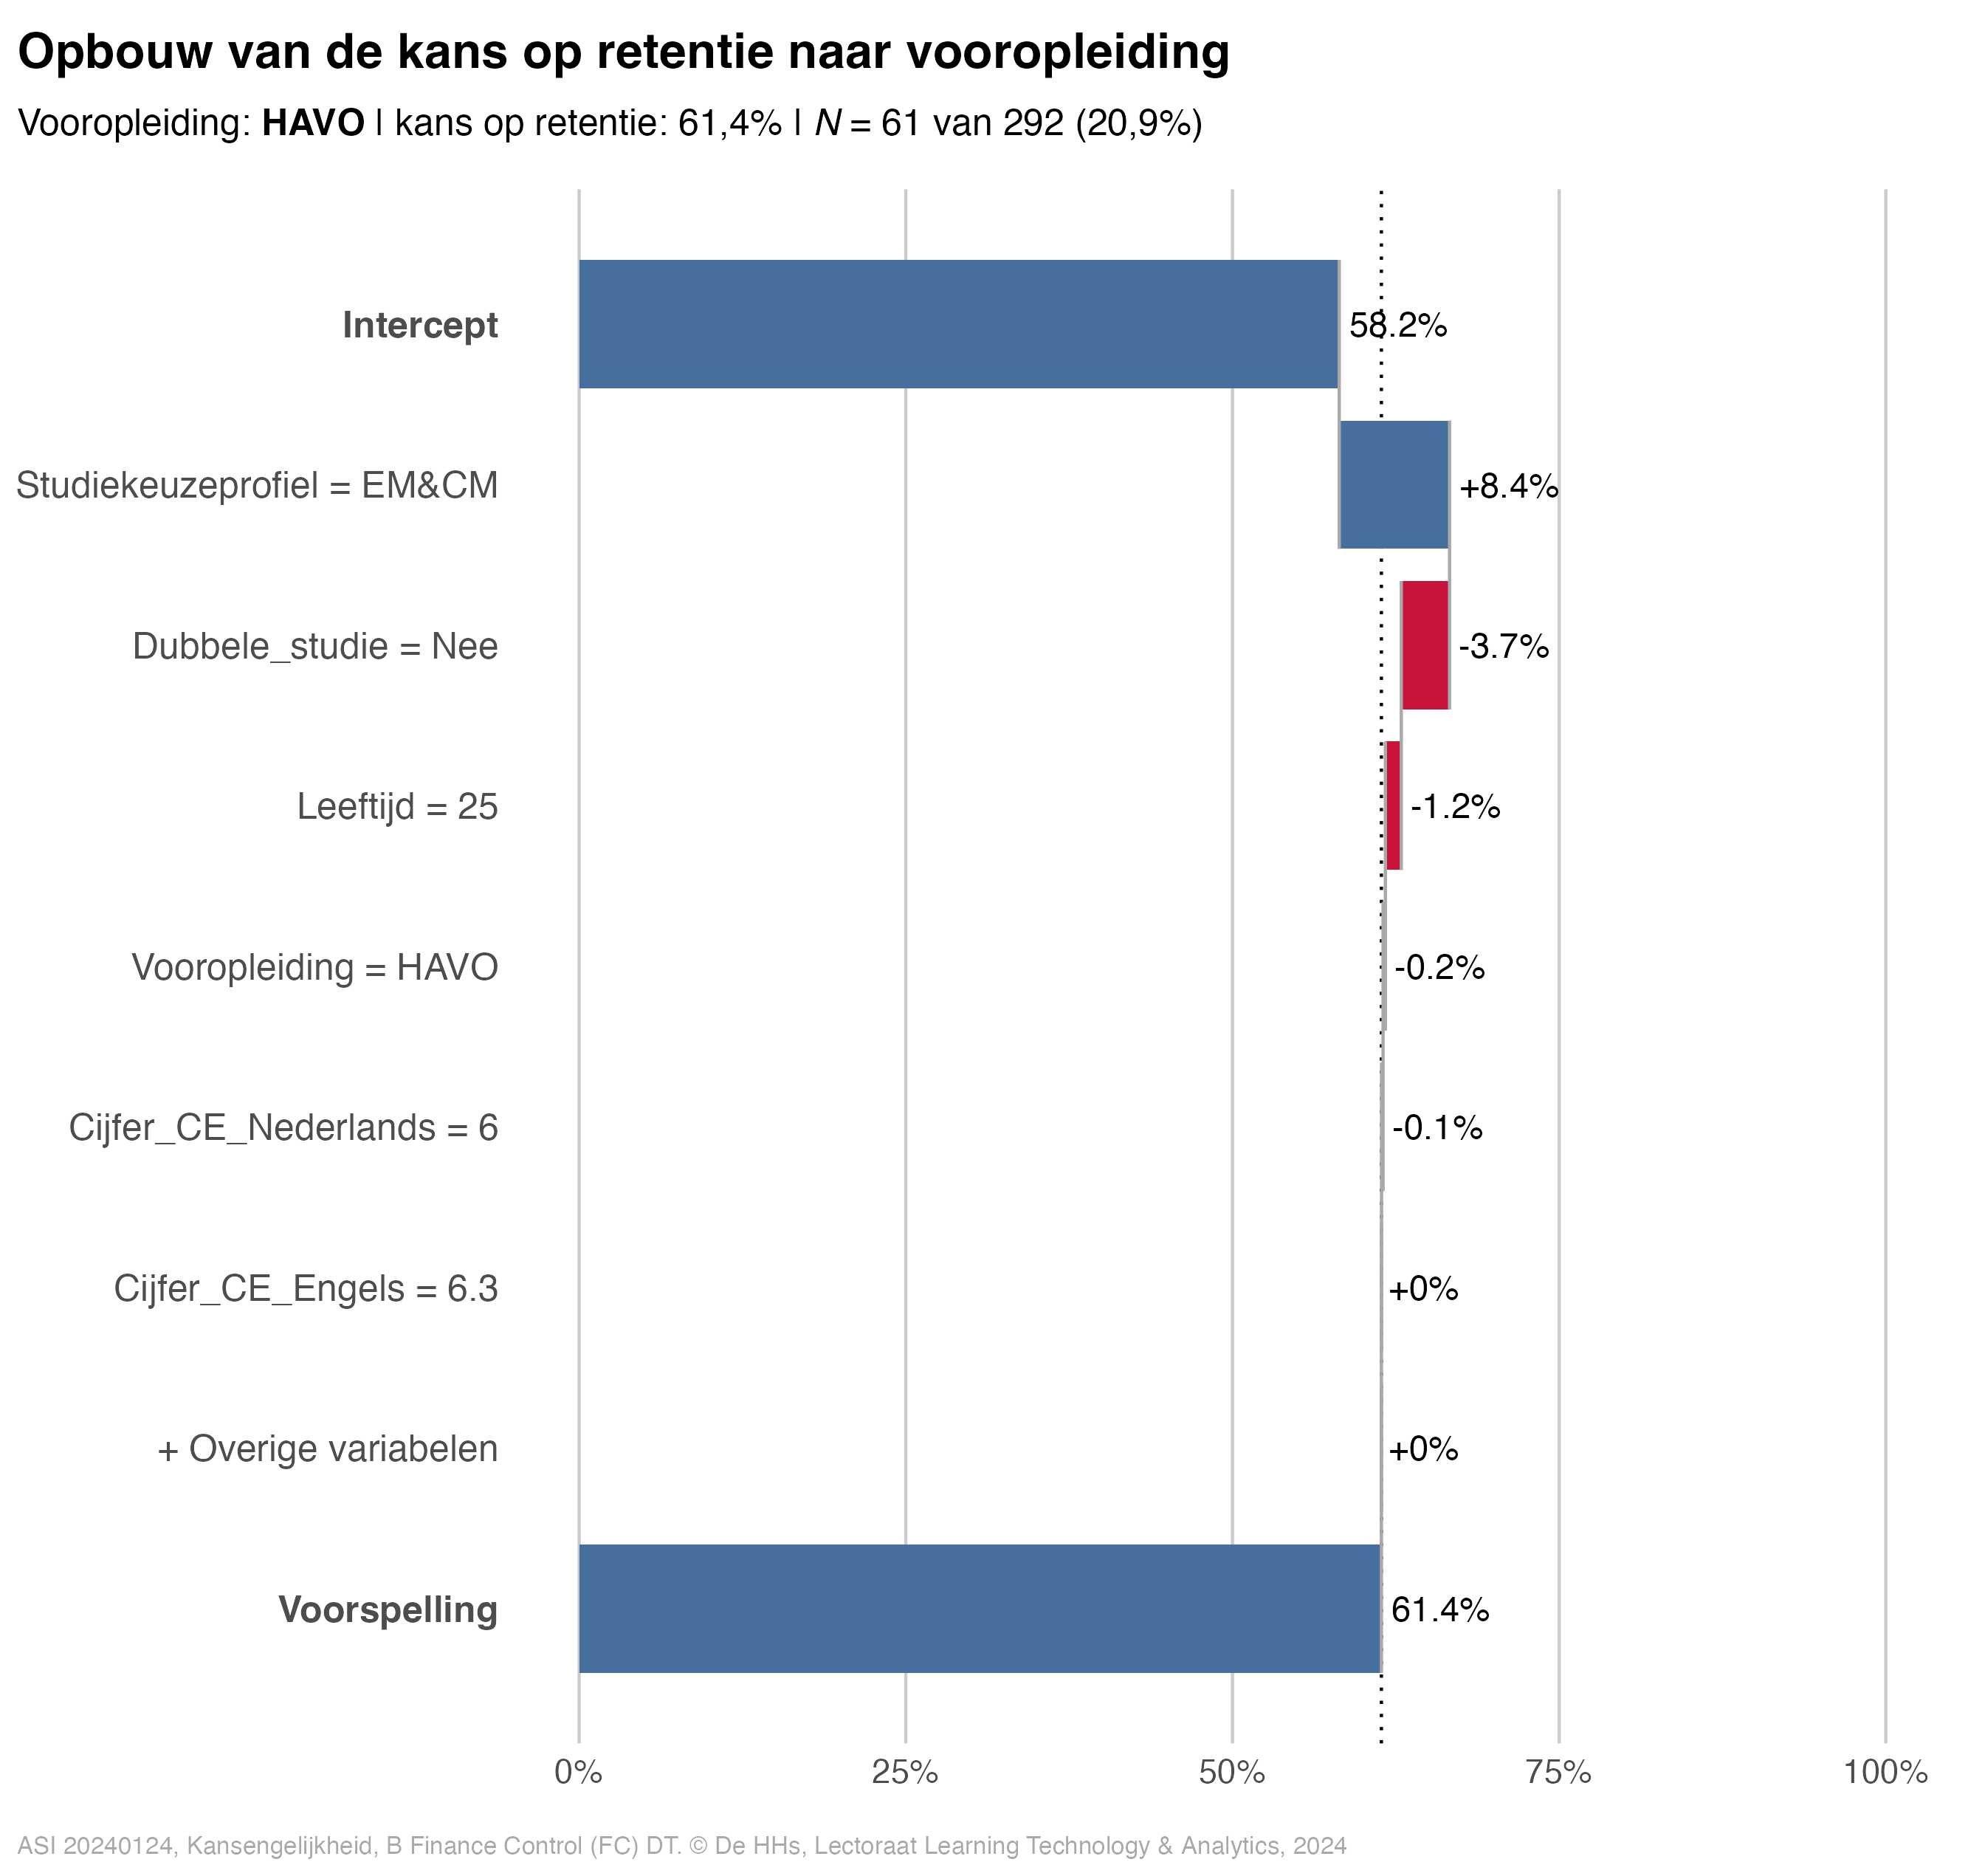 Opbouw van de kans op retentie naar vooropleiding
Vooropleiding: HAVO | kans op retentie: 61,4% | N = 61 van 292 (20,9%)
Intercept
58.2%
Studiekeuzeprofiel = EM&CM
+8.4%
Dubbele_studie = Nee
-3.7%
Leeftijd = 25
-1.2%
Vooropleiding = HAVO
-0.2%
Cijfer_CE_Nederlands = 6
-0.1%
Cijfer_CE_Engels = 6.3
+0%
+ Overige variabelen
+0%
Voorspelling
61.4%
0% 25% 50% 75% 100%
ASI 20240124, Kansengelijkheid, B Finance Control (FC) DT. © De HHs, Lectoraat Learning Technology & Analytics, 2024